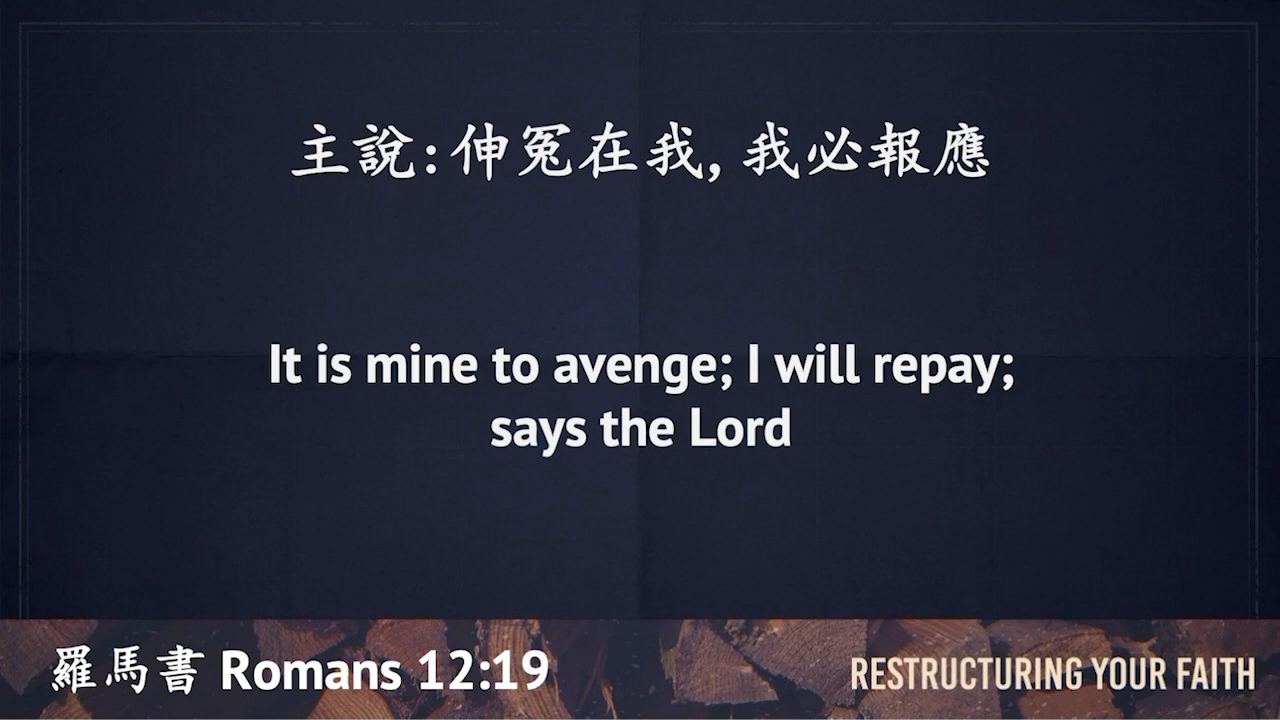 主說:伸冤在我,我必報應
It is mine to avenge; I will repay;
says the Lord
羅馬書 Romans 12:19
RESTRUCTURING YOUR FAITH